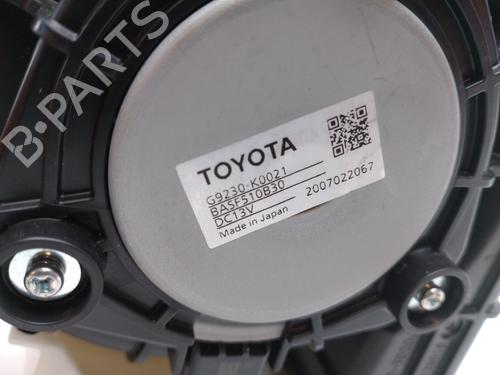 B-PARTS
TOYOTA
G9230-K0021
BASF510B30
DC13V 2007022067
Made in Japan